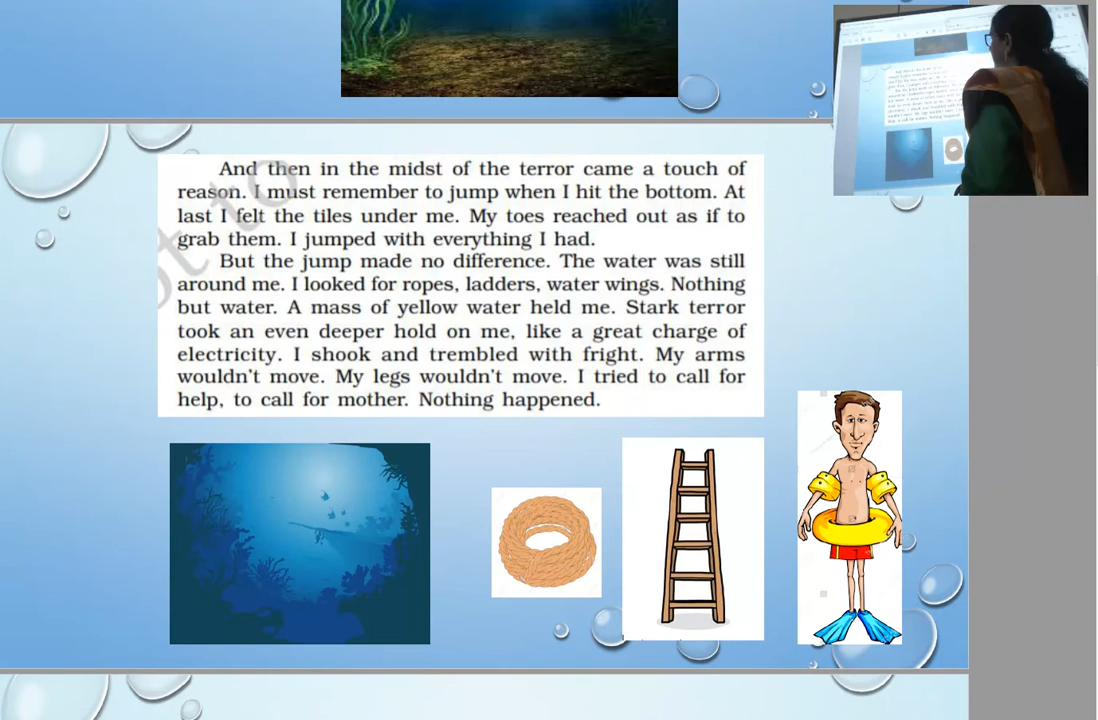 And then in the midst of the terror came a touch of
reason. I must remember to jump when I hit the bottom. At
last I felt the tiles under me. My toes reached out as if to
grab them. I jumped with everything I had.
But the jump made no difference. The water was still
around me. I looked for ropes, ladders, water wings. Nothing
but water. A mass of yellow water held me. Stark terror
took an even deeper hold on me, like a great charge of
electricity. I shook and trembled with fright. My arms
wouldn't move. My legs wouldn't move. I tried to call for
help, to call for mother. Nothing happened.